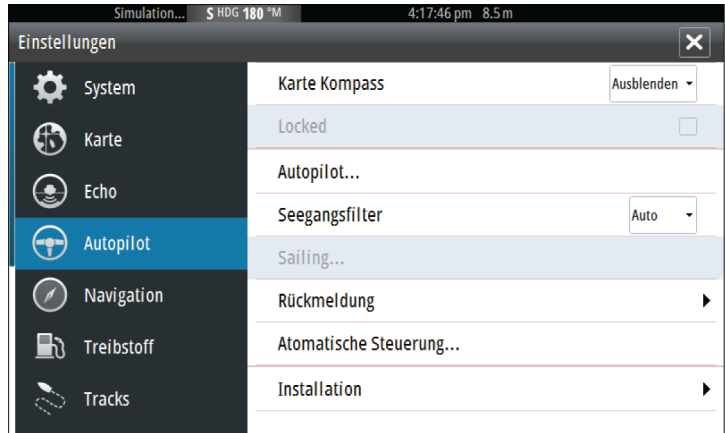 Simulation... S HDG 180 °M 4:17:46 pm 8.5 m
Einstellungen
System
Karte
Echo
Autopilot
Navigation
Treibstoff
Tracks
Karte Kompass Ausblenden
Locked
Autopilot...
Seegangsfilter Auto
Sailing...
Rückmeldung
Atomatische Steuerung...
Installation